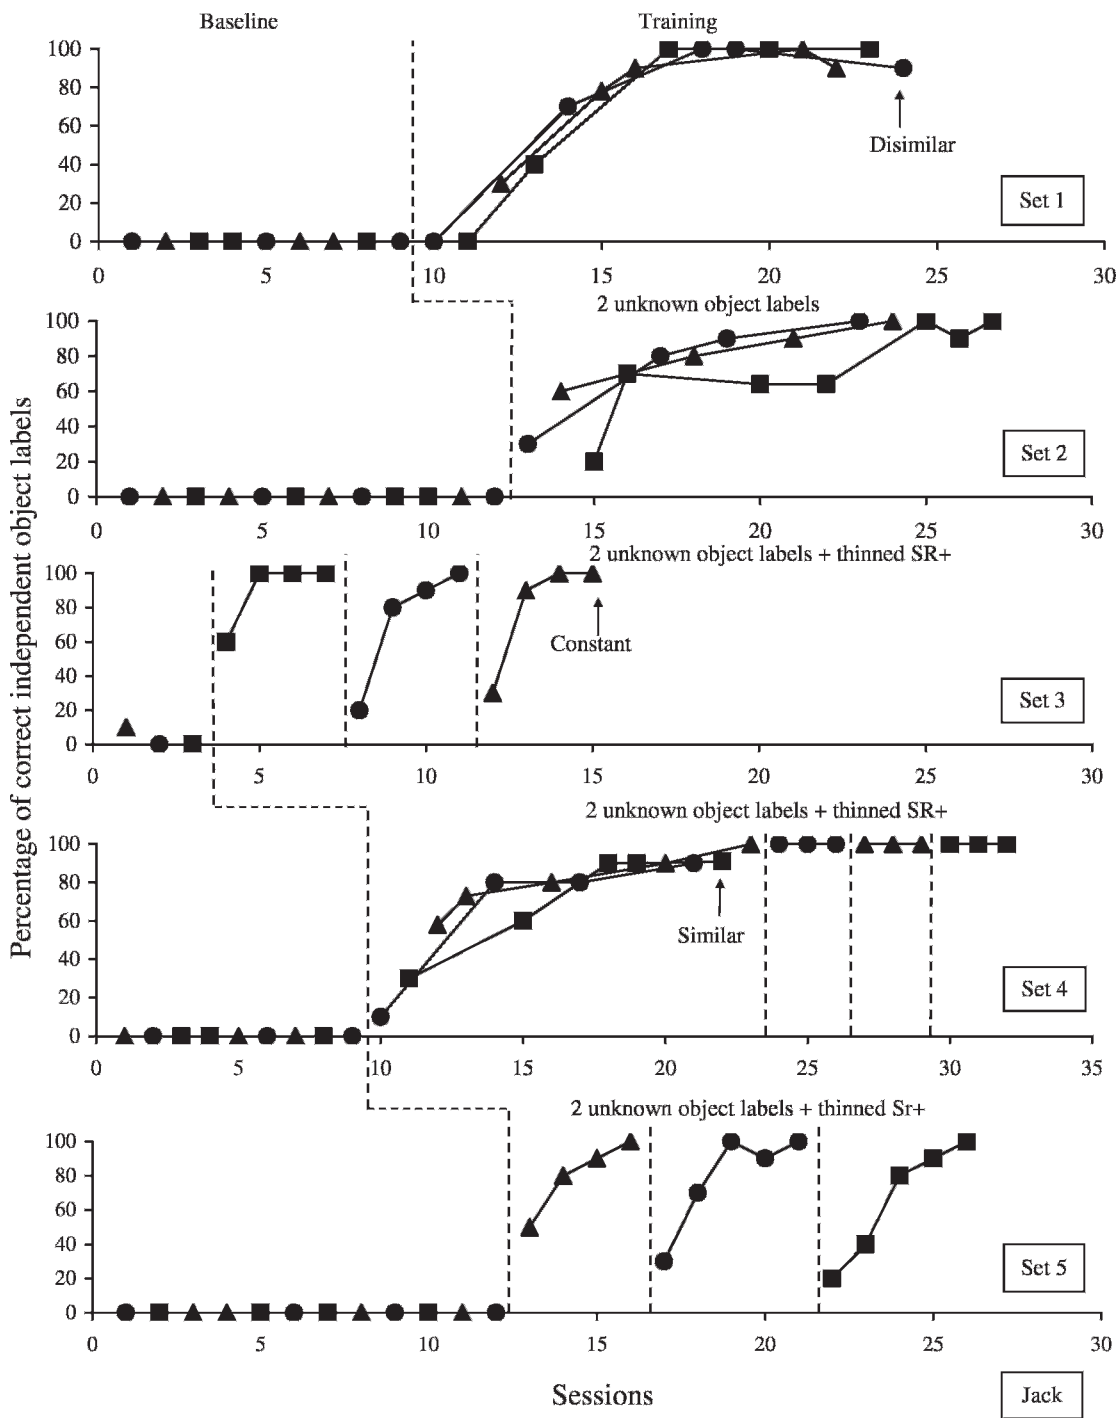 Baseline Training
100
80
60
40
20
0
0 5 10 15 20 25 30
Disimilar
Set 1
2 unknown object labels
100
80
60
40
20
0
0 5 10 15 20 25 30
Set 2
2 unknown object labels + thinned SR+
100
80
60
40
20
0
0 5 10 15 20 25 30
Constant
Set 3
2 unknown object labels + thinned SR+
100
80
60
40
20
0
0 5 10 15 20 25 30 35
Similar
Set 4
2 unknown object labels + thinned Sr+
100
80
60
40
20
0
0 5 10 15 20 25 30
Set 5
Percentage of correct independent object labels
Sessions
Jack